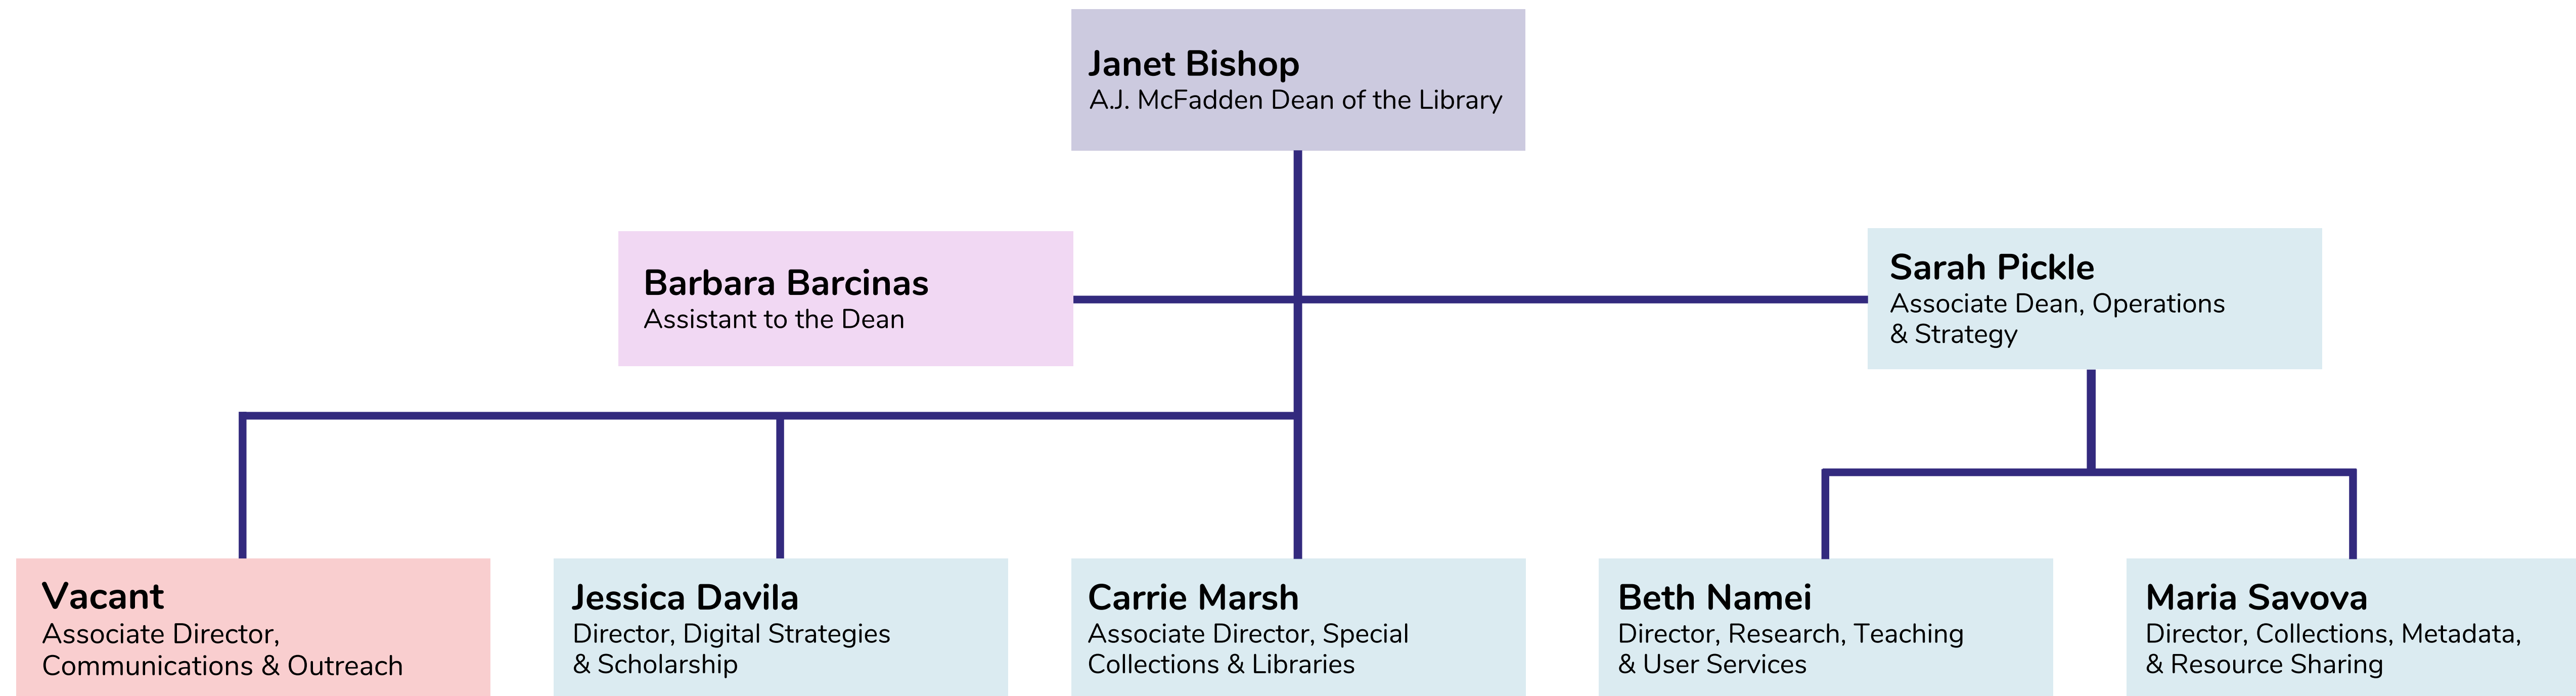 Janet Bishop
A.J. McFadden Dean of the Library
Barbara Barcinas
Assistant to the Dean
Sarah Pickle
Associate Dean, Operations
& Strategy
Vacant
Associate Director,
Communications & Outreach
Jessica Davila
Director, Digital Strategies
& Scholarship
Carrie Marsh
Associate Director, Special
Collections & Libraries
Beth Namei
Director, Research, Teaching
& User Services
Maria Savova
Director, Collections, Metadata,
& Resource Sharing